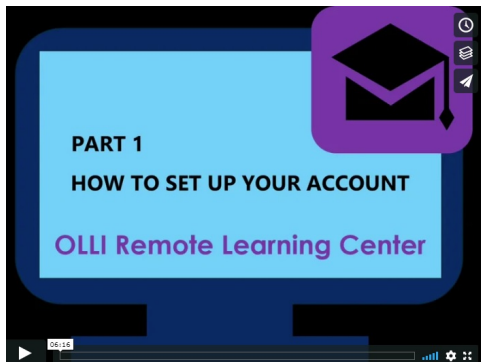 PART 1
HOW TO SET UP YOUR ACCOUNT
OLLI Remote Learning Center
06:16